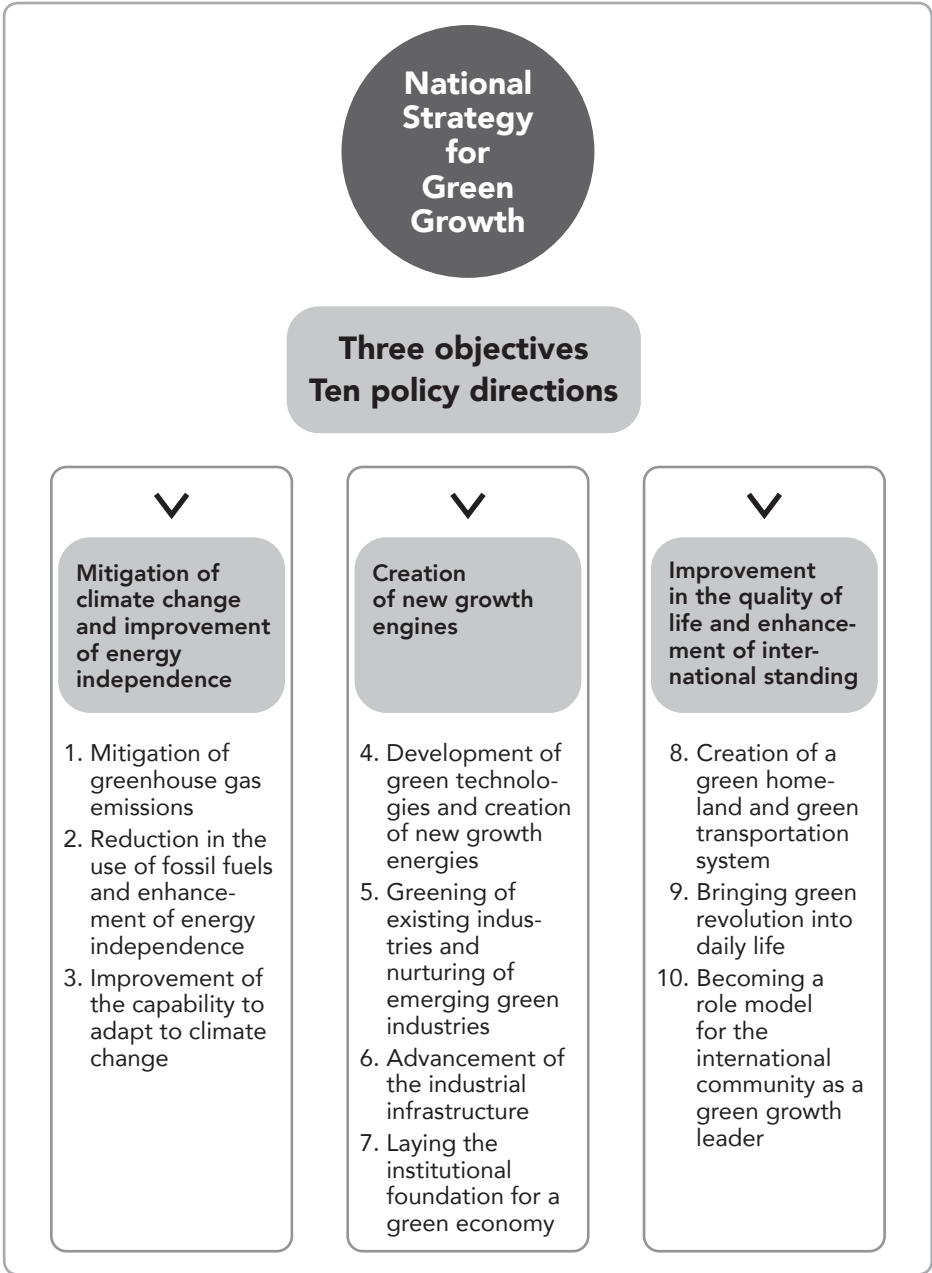 National
Strategy
for
Green
Growth
Three objectives
Ten policy directions
Mitigation of
climate change
and improvement
of energy
independence
1. Mitigation of
greenhouse gas
emissions
2. Reduction in the
use of fossil fuels
and enhance-
ment of energy
independence
3. Improvement of
the capability to
adapt to climate
change
Creation
of new growth
engines
4. Development of
green technolo-
gies and creation
of new growth
energies
5. Greening of
existing indus-
tries and
nurturing of
emerging green
industries
6. Advancement of
the industrial
infrastructure
7. Laying the
institutional
foundation for a
green economy
Improvement
in the quality of
life and enhance-
ment of inter-
national standing
8. Creation of a
green home-
land and green
transportation
system
9. Bringing green
revolution into
daily life
10. Becoming a
role model
for the
international
community as a
green growth
leader